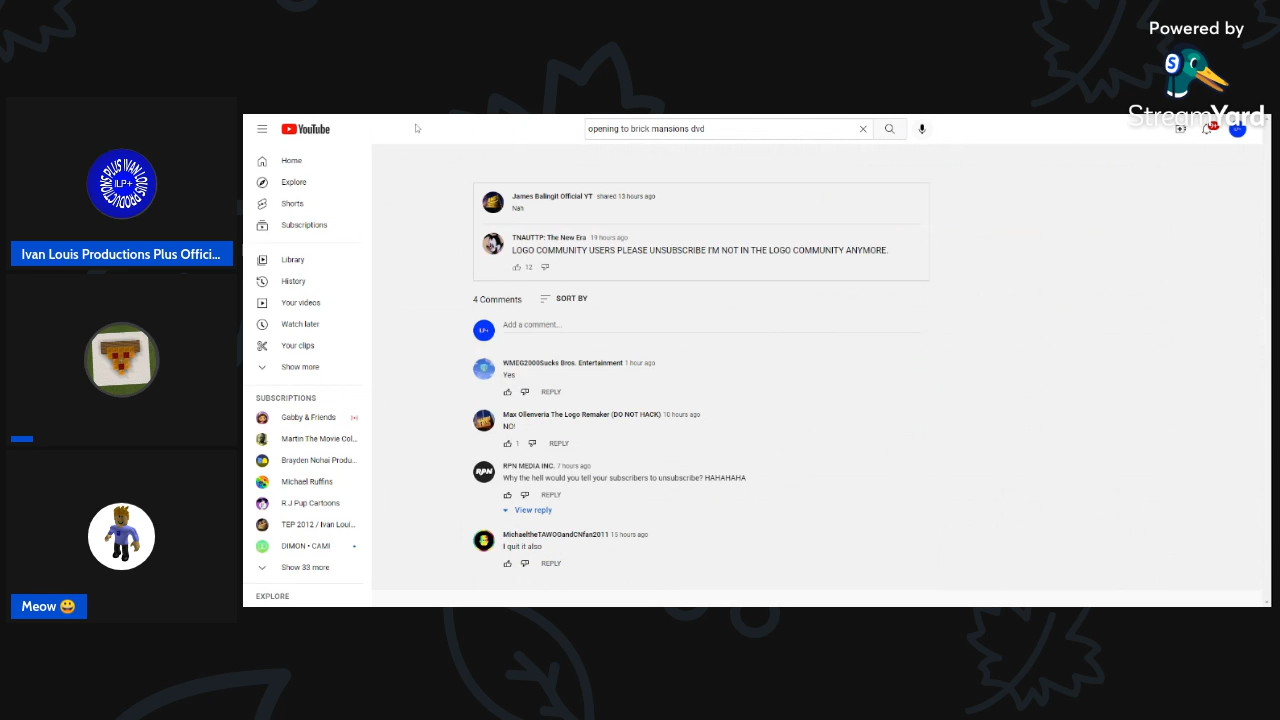 Powered by
StreamYard
Ivan Louis Productions Plus Offici...
Meow 😃
YouTube
opening to brick mansions dvd
9+
Home
Explore
Shorts
Subscriptions
Library
History
Your videos
Watch later
Your clips
Show more
SUBSCRIPTIONS
Gabby & Friends
Martin The Movie Col...
Brayden Nohai Produ...
Michael Ruffins
R.J Pup Cartoons
TEP 2012 / Ivan Loui...
DIMON • CAMI
Show 33 more
EXPLORE
James Balingit Official YT shared 13 hours ago
Nah
TNAUTTP: The New Era 19 hours ago
LOGO COMMUNITY USERS PLEASE UNSUBSCRIBE I'M NOT IN THE LOGO COMMUNITY ANYMORE.
12
4 Comments SORT BY
ILP+
Add a comment...
WMEG2000Sucks Bros. Entertainment 1 hour ago
Yes
REPLY
Max Ollenveria The Logo Remaker (DO NOT HACK) 10 hours ago
NO!
1 REPLY
RPN
RPN MEDIA INC. 7 hours ago
Why the hell would you tell your subscribers to unsubscribe? HAHAHAHA
REPLY
View reply
MichaeltheTAWOGandCNfan2011 15 hours ago
I quit it also
REPLY